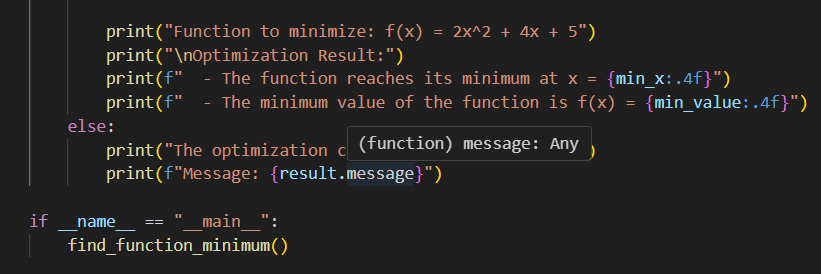 print("Function to minimize: f(x) = 2x^2 + 4x + 5")
print("\nOptimization Result:")
print(f"  - The function reaches its minimum at x = {min_x:.4f}")
print(f"  - The minimum value of the function is f(x) = {min_value:.4f}")
else:
(function) message: Any
print("The optimization c )
print(f"Message: {result.message}")
if __name__ == "__main__":
find_function_minimum()